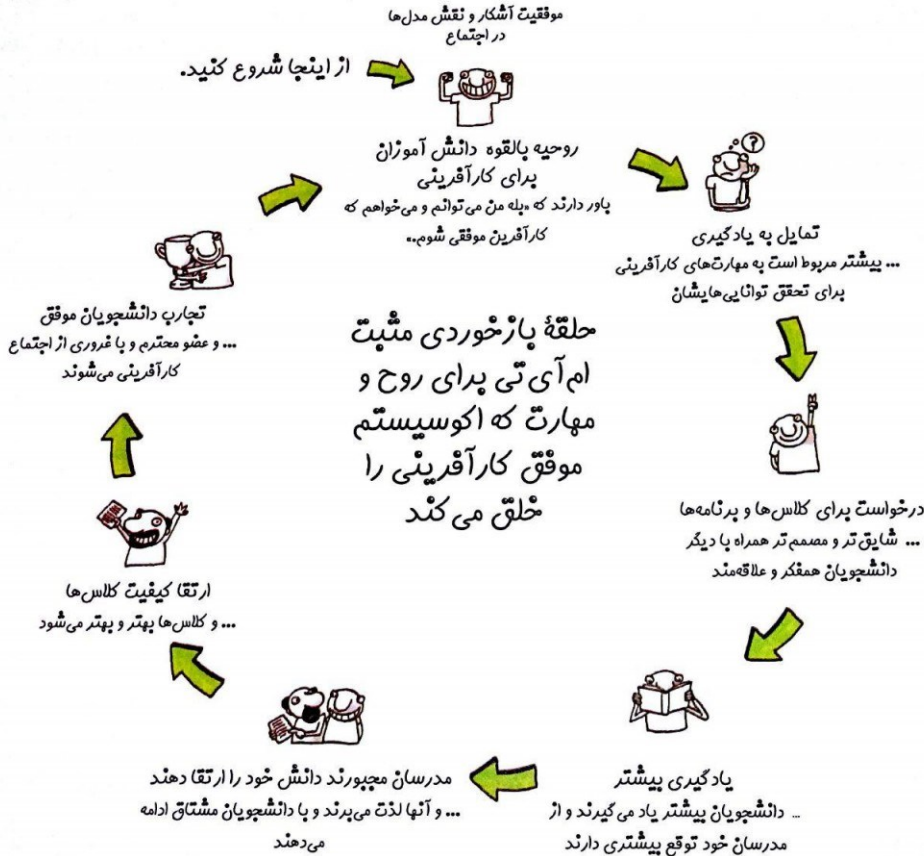 موفقیت آشکار و نقش مدل‌ها
در اجتماع
از اینجا شروع کنید.
روحیه بالقوه دانش آموزان
برای کارآفرینی
باور دارند که «بله من می‌توانم و می‌خواهم که
کارآفرین موفقی شوم»
تمایل به یادگیری
... بیشتر مربوط است به مهارت‌های کارآفرینی
برای تحقق توانایی‌هایشان
درخواست برای کلاس‌ها و برنامه‌ها
... شایق تر و مصمم تر همراه با دیگر
دانشجویان همفکر و علاقه‌مند
یادگیری بیشتر
... دانشجویان بیشتر یاد می‌گیرند و از
مدرسان خود توقع بیشتری دارند
مدرسان مجبورند دانش خود را ارتقا دهند
... و آنها لذت می‌برند و با دانشجویان مشتاق ادامه
می‌دهند
ارتقا کیفیت کلاس‌ها
... و کلاس‌ها بهتر و بهتر می‌شود
تجارب دانشجویان موفق
... و عضو محترم و با غروری از اجتماع
کارآفرینی می‌شوند
حلقهٔ بازخوردی مثبت
ام‌آی‌تی برای روح و
مهارت که اکوسیستم
موفق کارآفرینی را
خلق می‌کند
?